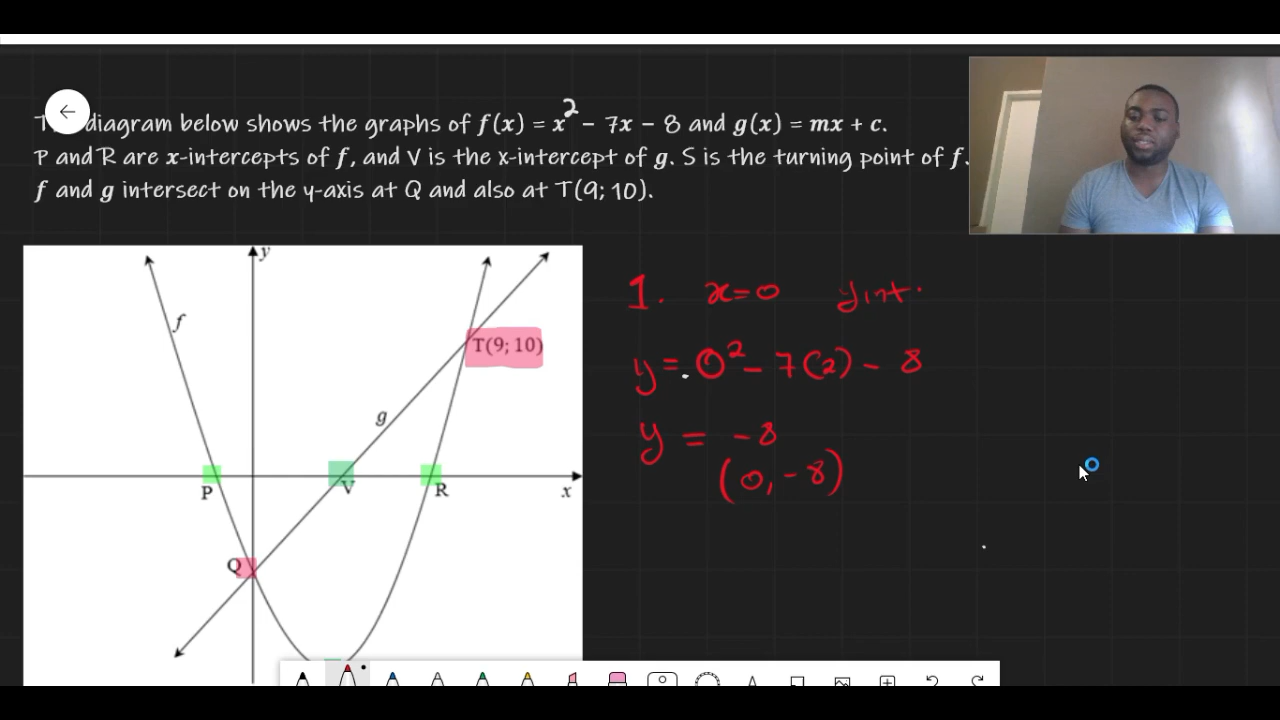 diagram below shows the graphs of f(x) = x² − 7x − 8 and g(x) = mx + c.
P and R are x-intercepts of f, and V is the x-intercept of g. S is the turning point of f.
f and g intersect on the y-axis at Q and also at T(9; 10).
y
f
T(9; 10)
g
P
V
R
x
Q
1. x=0 y int.
y = 0² − 7(2) − 8
y = −8
(0, −8)